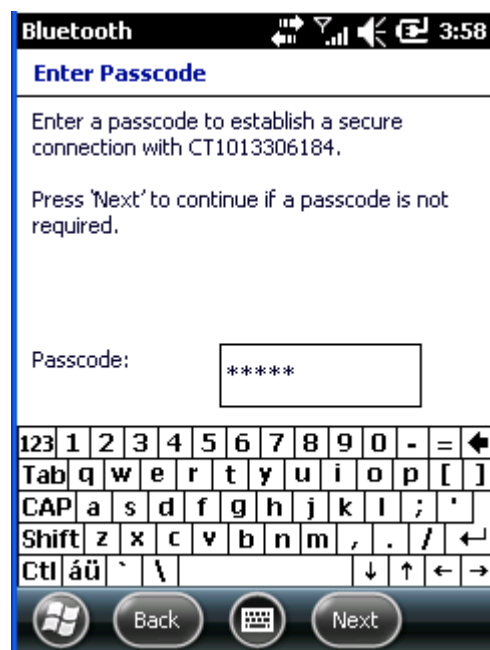 Bluetooth 3:58
Enter Passcode
Enter a passcode to establish a secure
connection with CT1013306184.
Press 'Next' to continue if a passcode is not
required.
Passcode: *****
123 1 2 3 4 5 6 7 8 9 0 - = ←
Tab q w e r t y u i o p [ ]
CAP a s d f g h j k l ; '
Shift z x c v b n m , . / ↵
Ctl áü ` \ ↓ ↑ ← →
Back Next